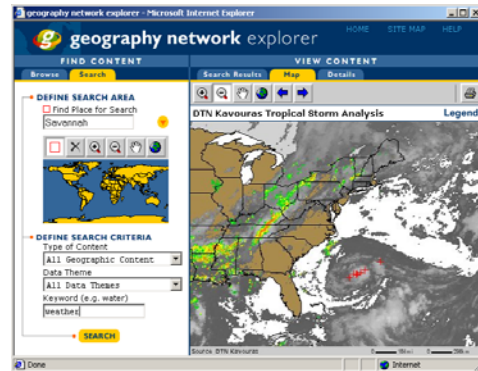 geography network explorer - Microsoft Internet Explorer
geography network explorer
HOME SITE MAP HELP
FIND CONTENT
VIEW CONTENT
Browse Search
Search Results Map Details
DEFINE SEARCH AREA
Find Place for Search
Savannah
DTN Kavouras Tropical Storm Analysis
Legend
DEFINE SEARCH CRITERIA
Type of Content
All Geographic Content
Data Theme
All Data Themes
Keyword (e.g. water)
weather
SEARCH
Source: DTN Kavouras
Done
Internet